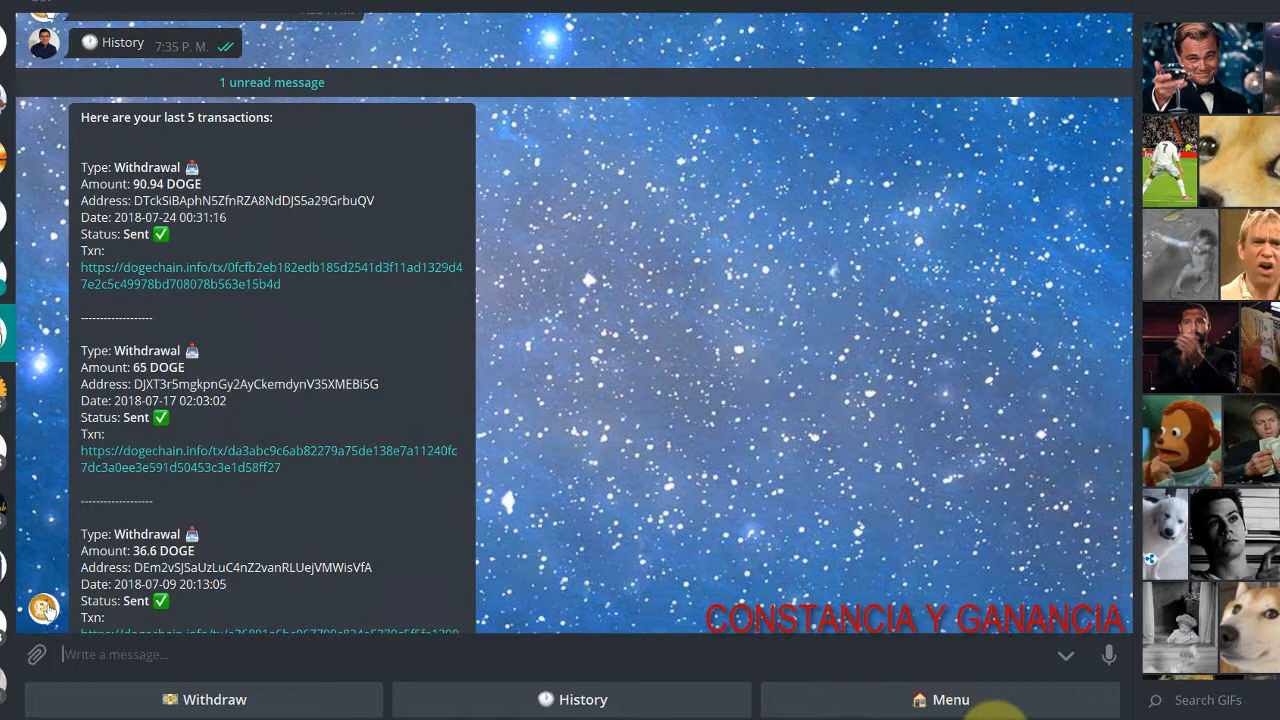 History
7:35 P. M.
1 unread message
Here are your last 5 transactions:
Type: Withdrawal
Amount: 90.94 DOGE
Address: DTckSiBAphN5ZfnRZA8NdDJS5a29GrbuQV
Date: 2018-07-24 00:31:16
Status: Sent
Txn:
https://dogechain.info/tx/0fcfb2eb182edb185d2541d3f11ad1329d4
7e2c5c49978bd708078b563e15b4d
-------------------
Type: Withdrawal
Amount: 65 DOGE
Address: DJXT3r5mgkpnGy2AyCkemdynV35XMEBi5G
Date: 2018-07-17 02:03:02
Status: Sent
Txn:
https://dogechain.info/tx/da3abc9c6ab82279a75de138e7a11240fc
7dc3a0ee3e591d50453c3e1d58ff27
-------------------
Type: Withdrawal
Amount: 36.6 DOGE
Address: DEm2vSJSaUzLuC4nZ2vanRLUejVMWisVfA
Date: 2018-07-09 20:13:05
Status: Sent
Txn:
CONSTANCIA Y GANANCIA
Write a message...
Withdraw
History
Menu
Search GIFs
7